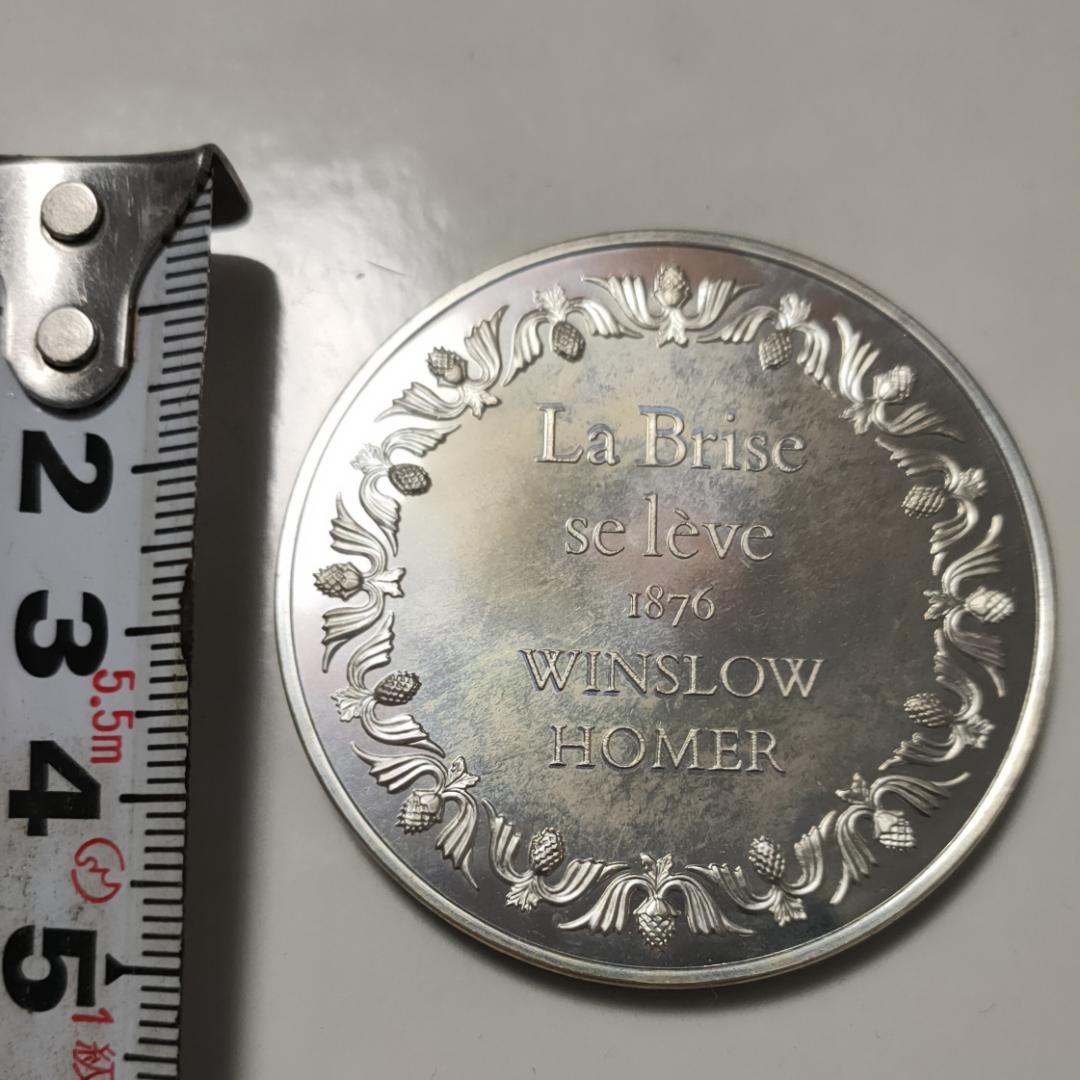 La Brise
se lève
1876
WINSLOW
HOMER
2
3
5.5m
4
5